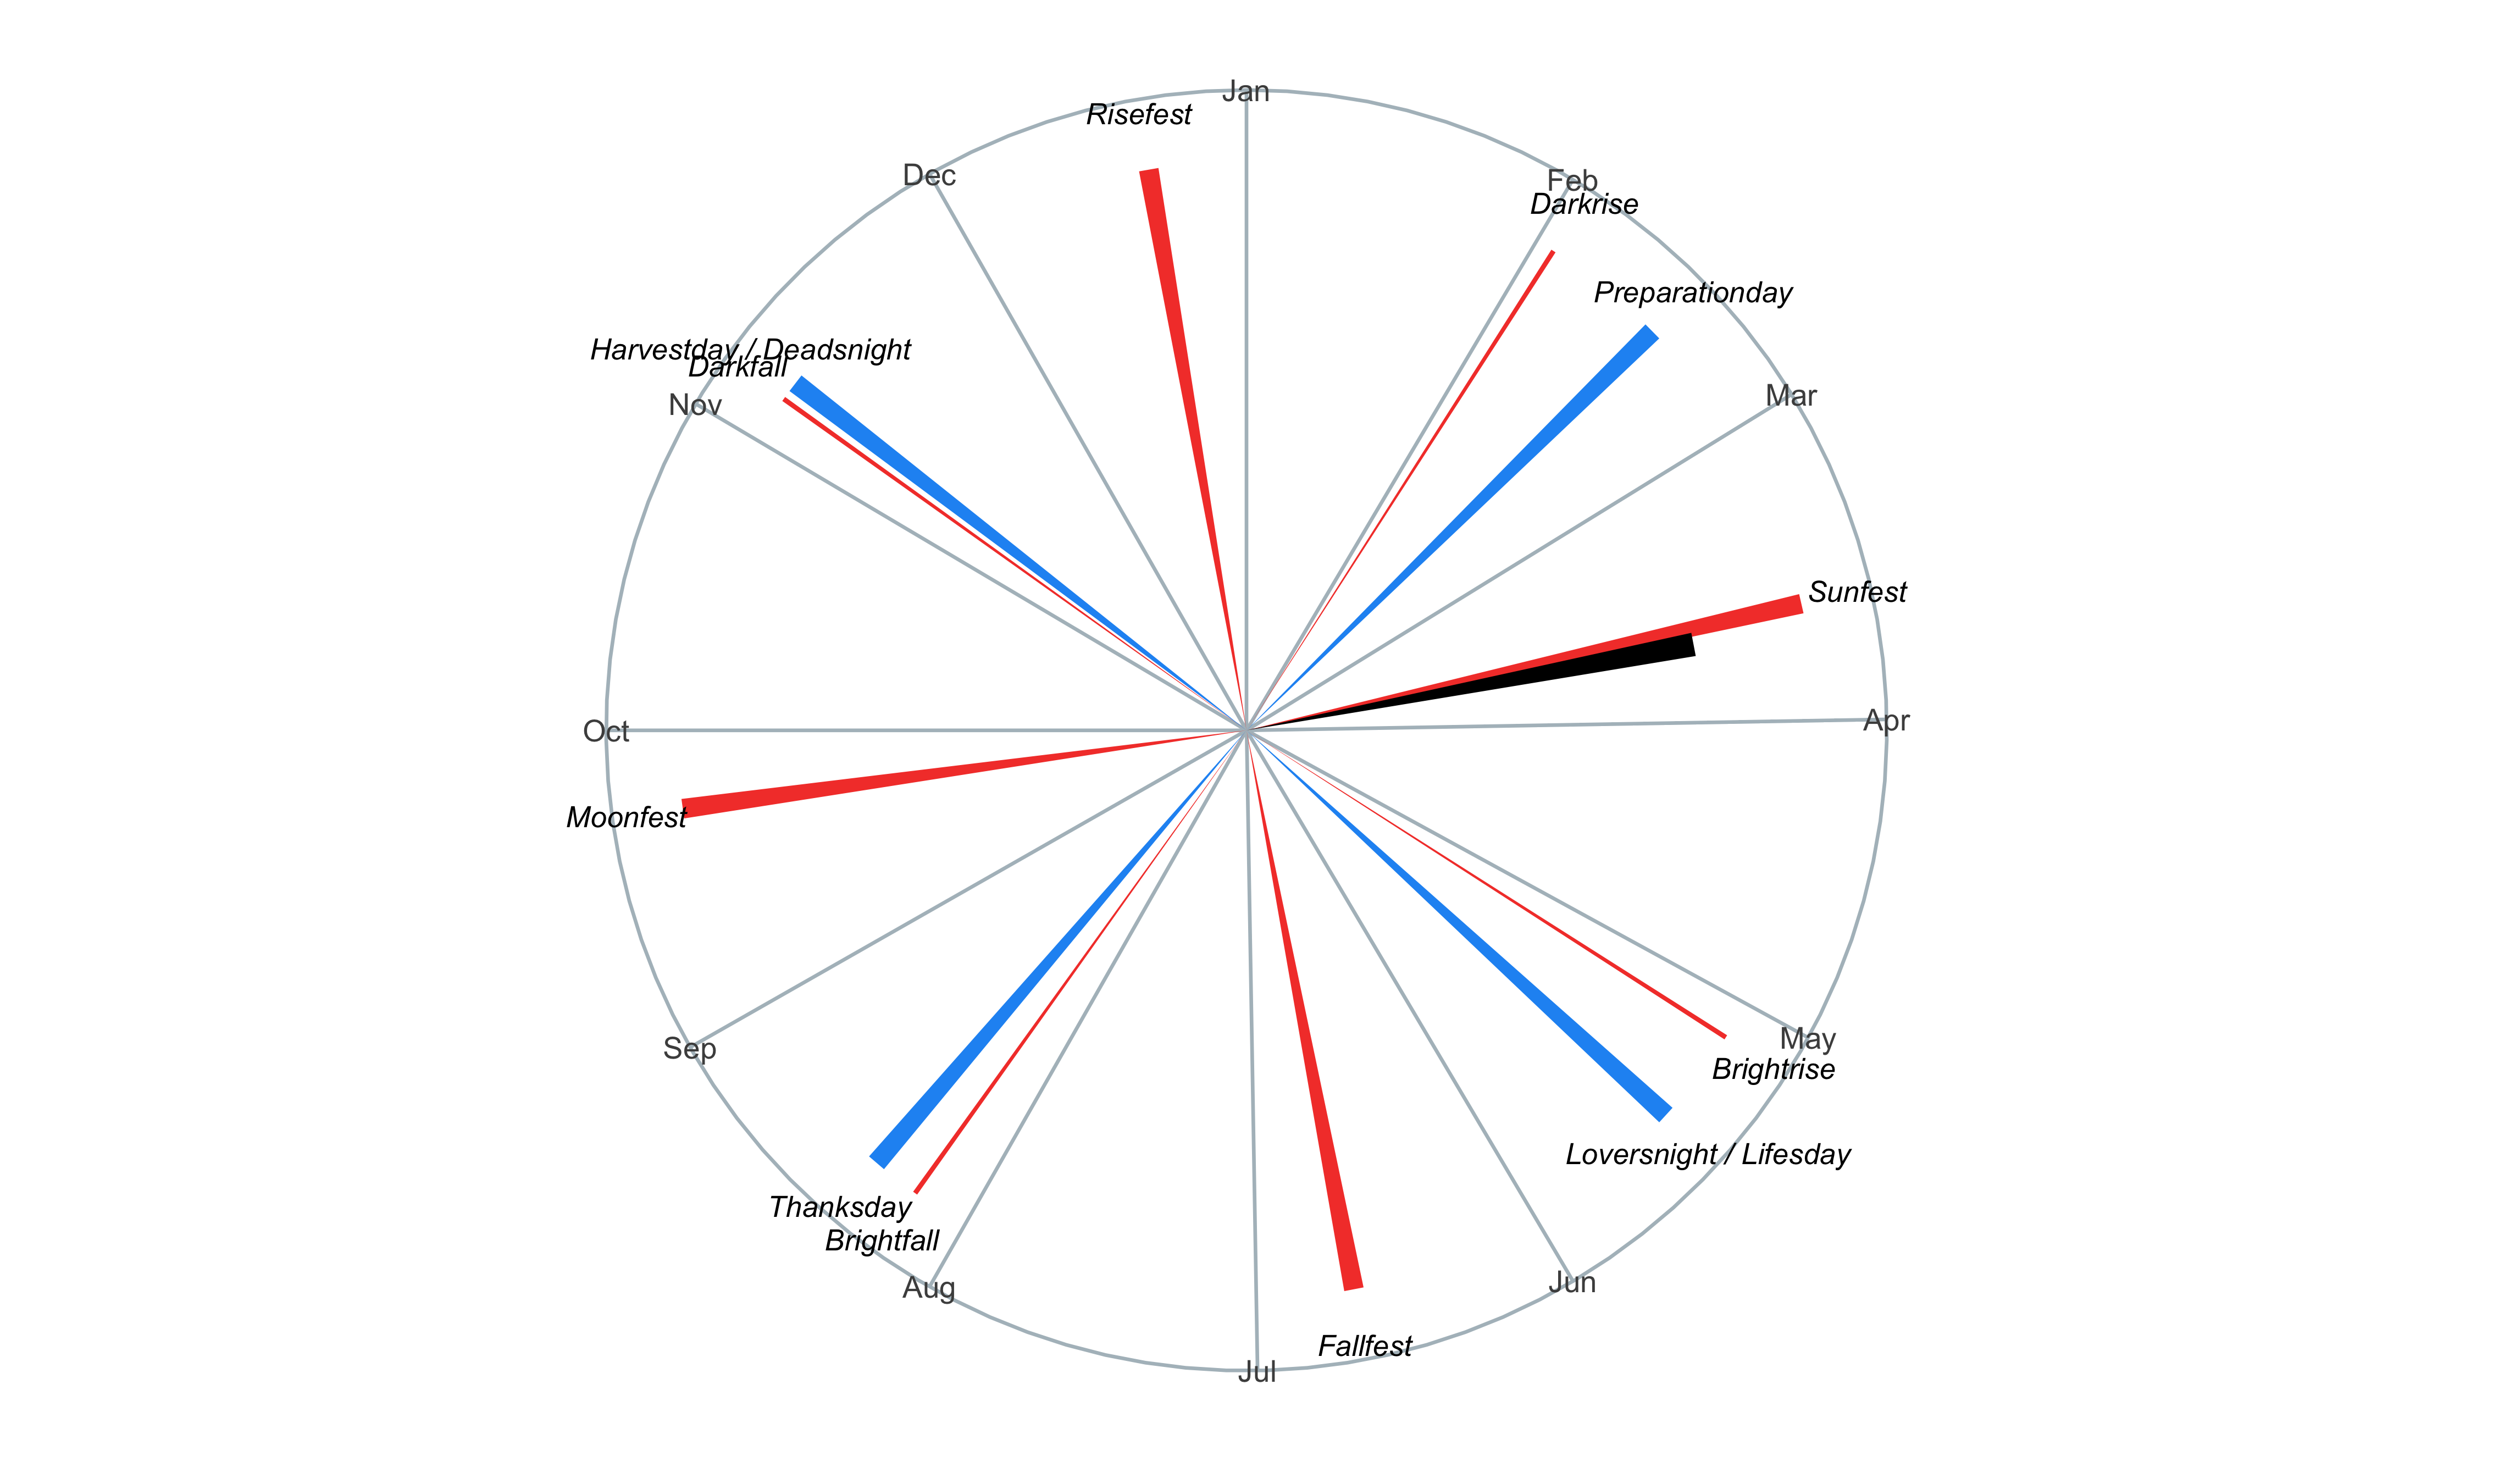 Jan
Risefest
Dec
Feb
Darkrise
Preparationday
Harvestday / Deadsnight
Darkfall
Nov
Mar
Sunfest
Oct
Apr
Moonfest
Sep
May
Brightrise
Loversnight / Lifesday
Thanksday
Brightfall
Aug
Jun
Fallfest
Jul